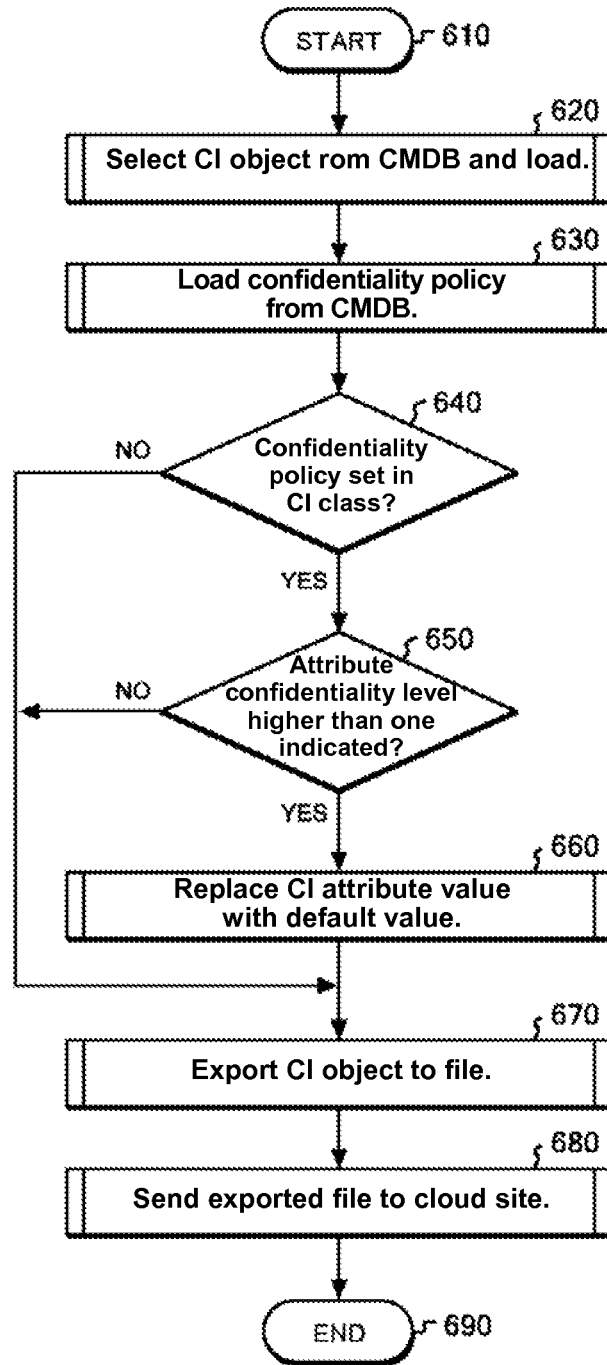 START 610
620
Select CI object rom CMDB and load.
630
Load confidentiality policy
from CMDB.
640
NO
Confidentiality
policy set in
CI class?
YES
650
NO
Attribute
confidentiality level
higher than one
indicated?
YES
660
Replace CI attribute value
with default value.
670
Export CI object to file.
680
Send exported file to cloud site.
END 690